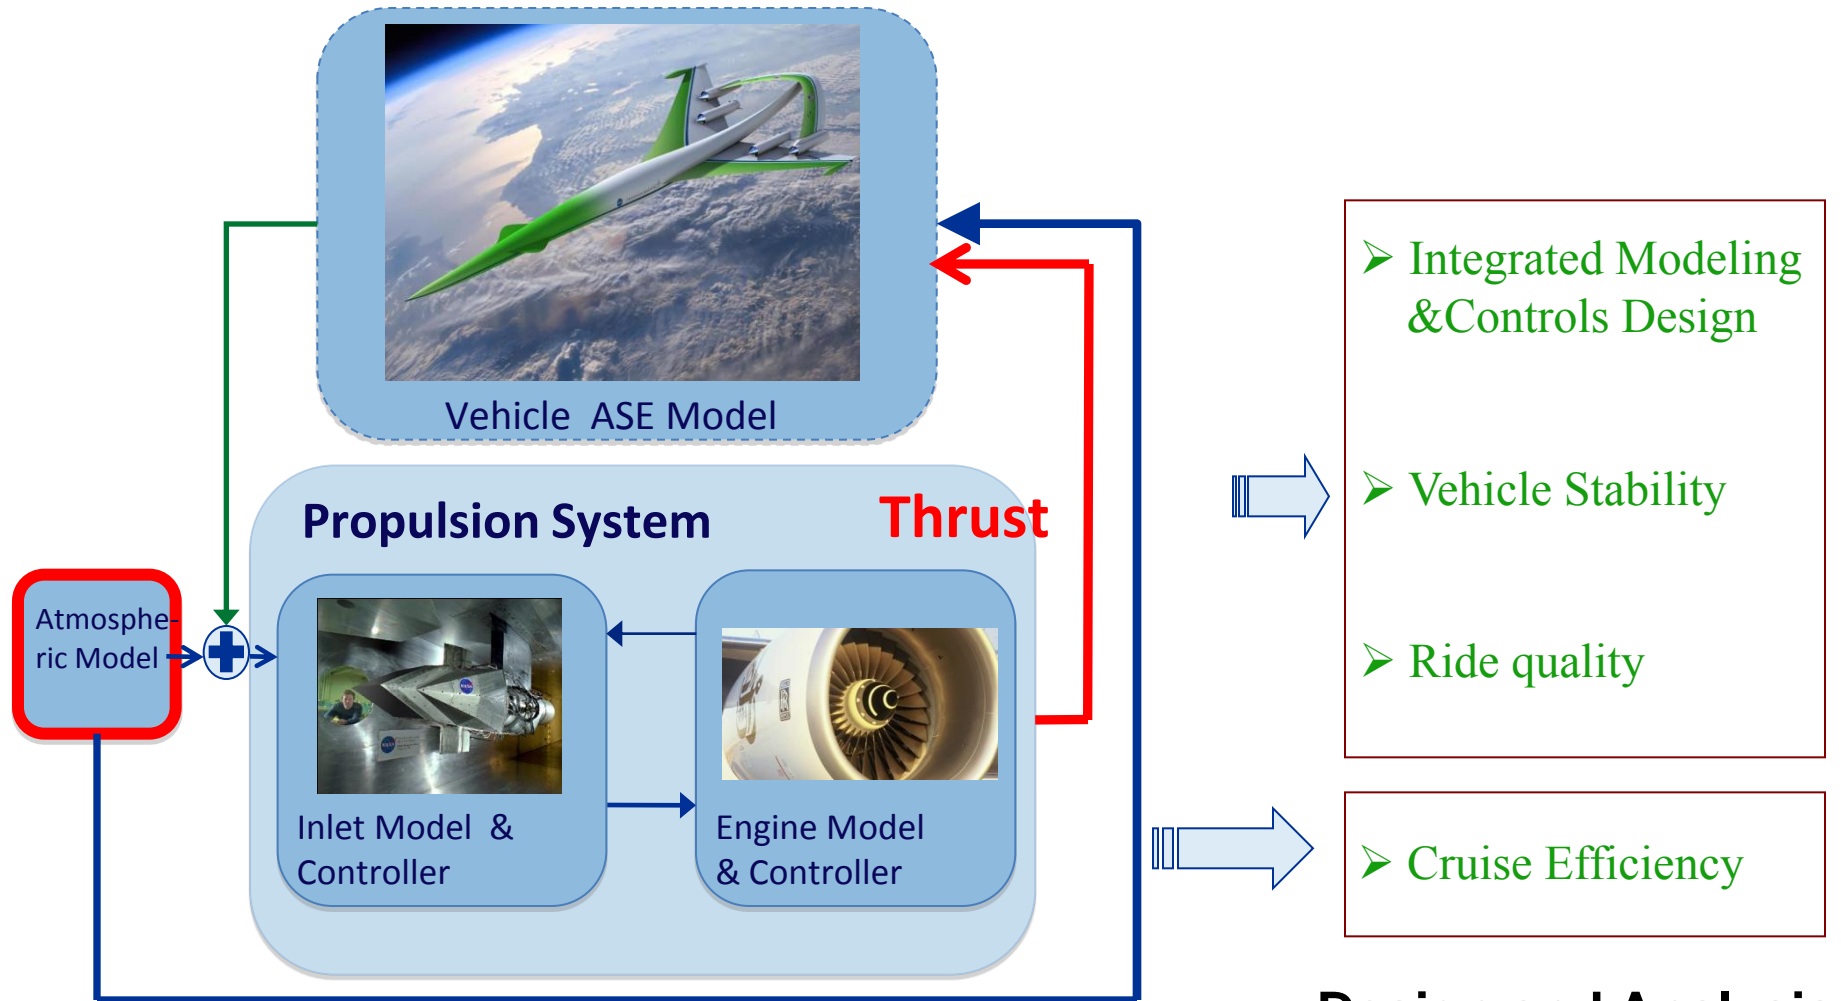 Vehicle  ASE Model
Propulsion System
Thrust
Atmosphe-
ric Model
Inlet Model  &
Controller
Engine Model
& Controller
➢ Integrated Modeling
&Controls Design
➢ Vehicle Stability
➢ Ride quality
➢ Cruise Efficiency